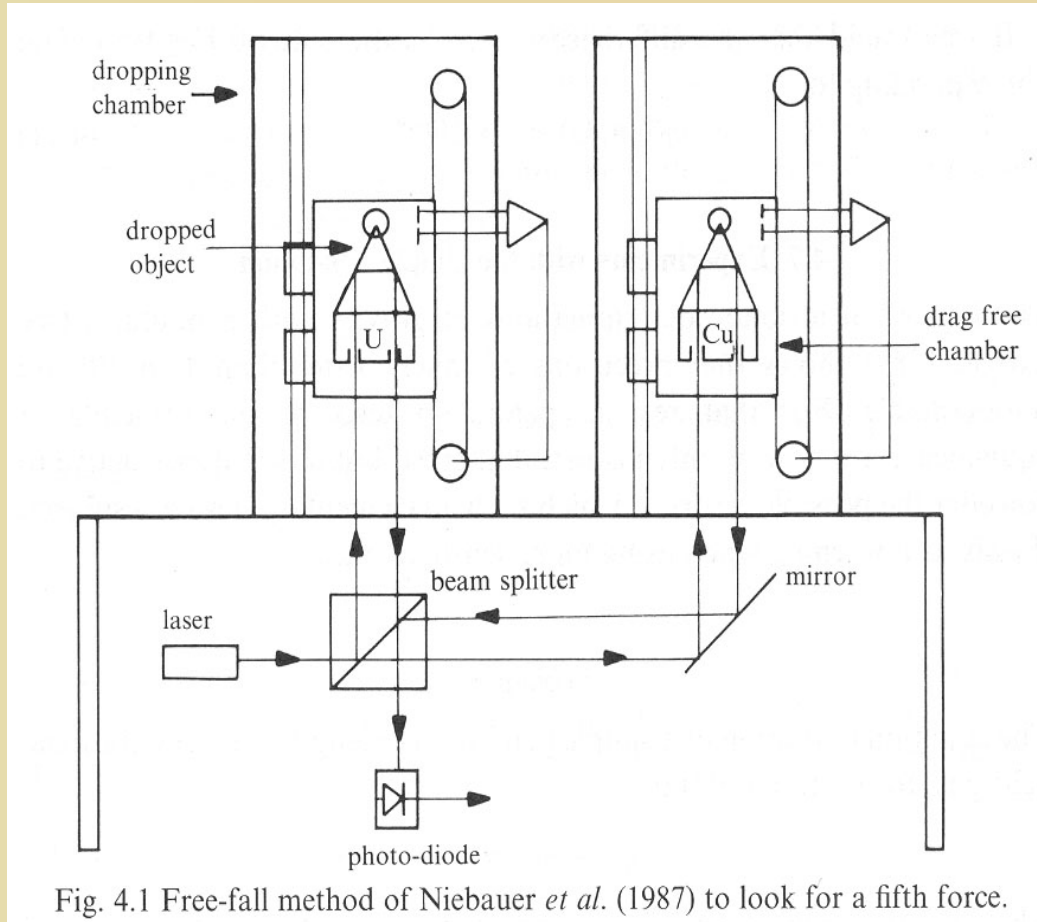 dropping
chamber
dropped
object
U
Cu
drag free
chamber
beam splitter
mirror
laser
photo-diode
Fig. 4.1 Free-fall method of Niebauer et al. (1987) to look for a fifth force.